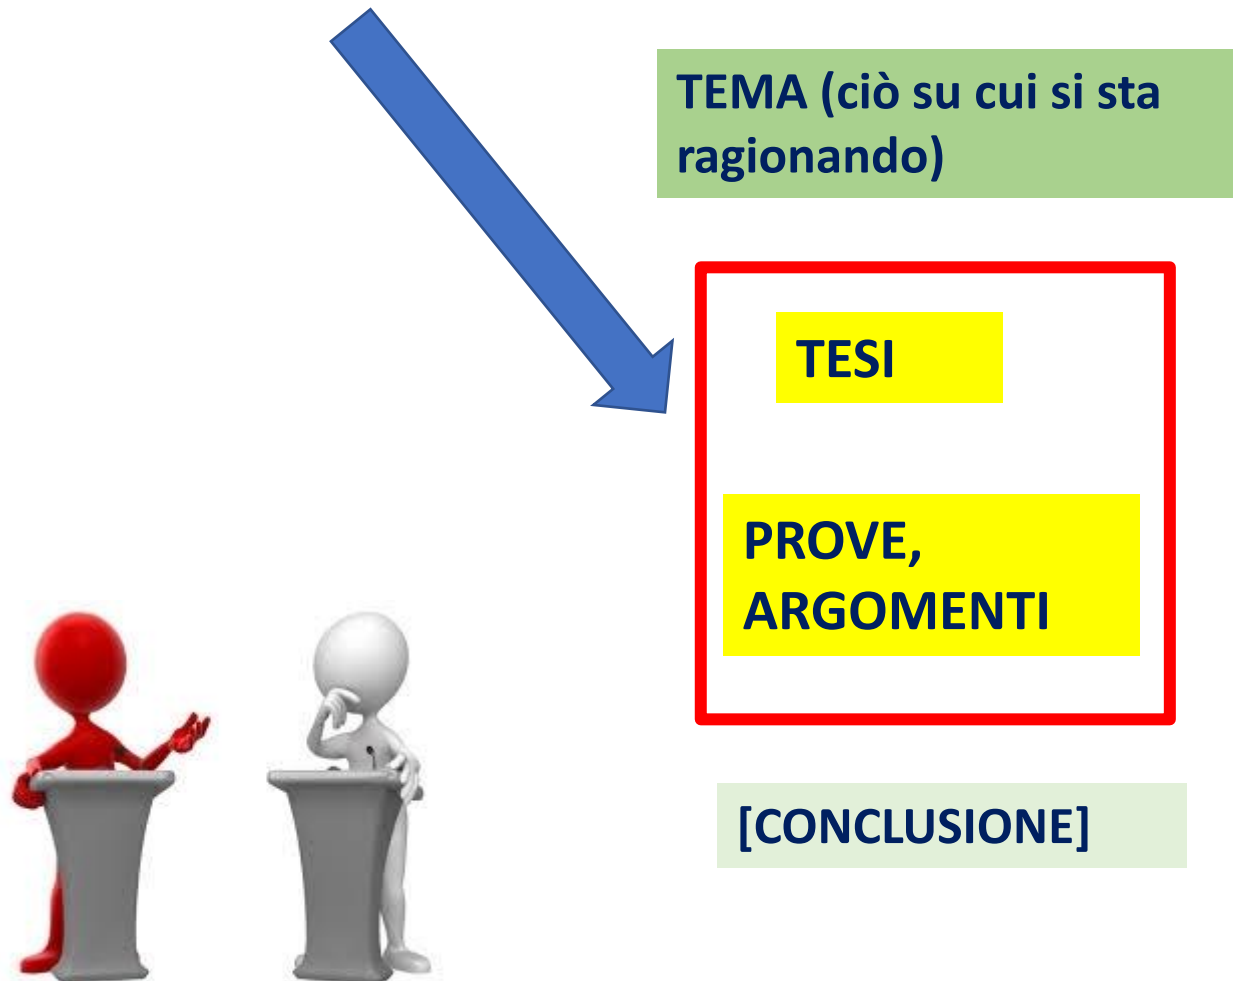 TEMA (ciò su cui si sta
ragionando)
TESI
PROVE,
ARGOMENTI
[CONCLUSIONE]